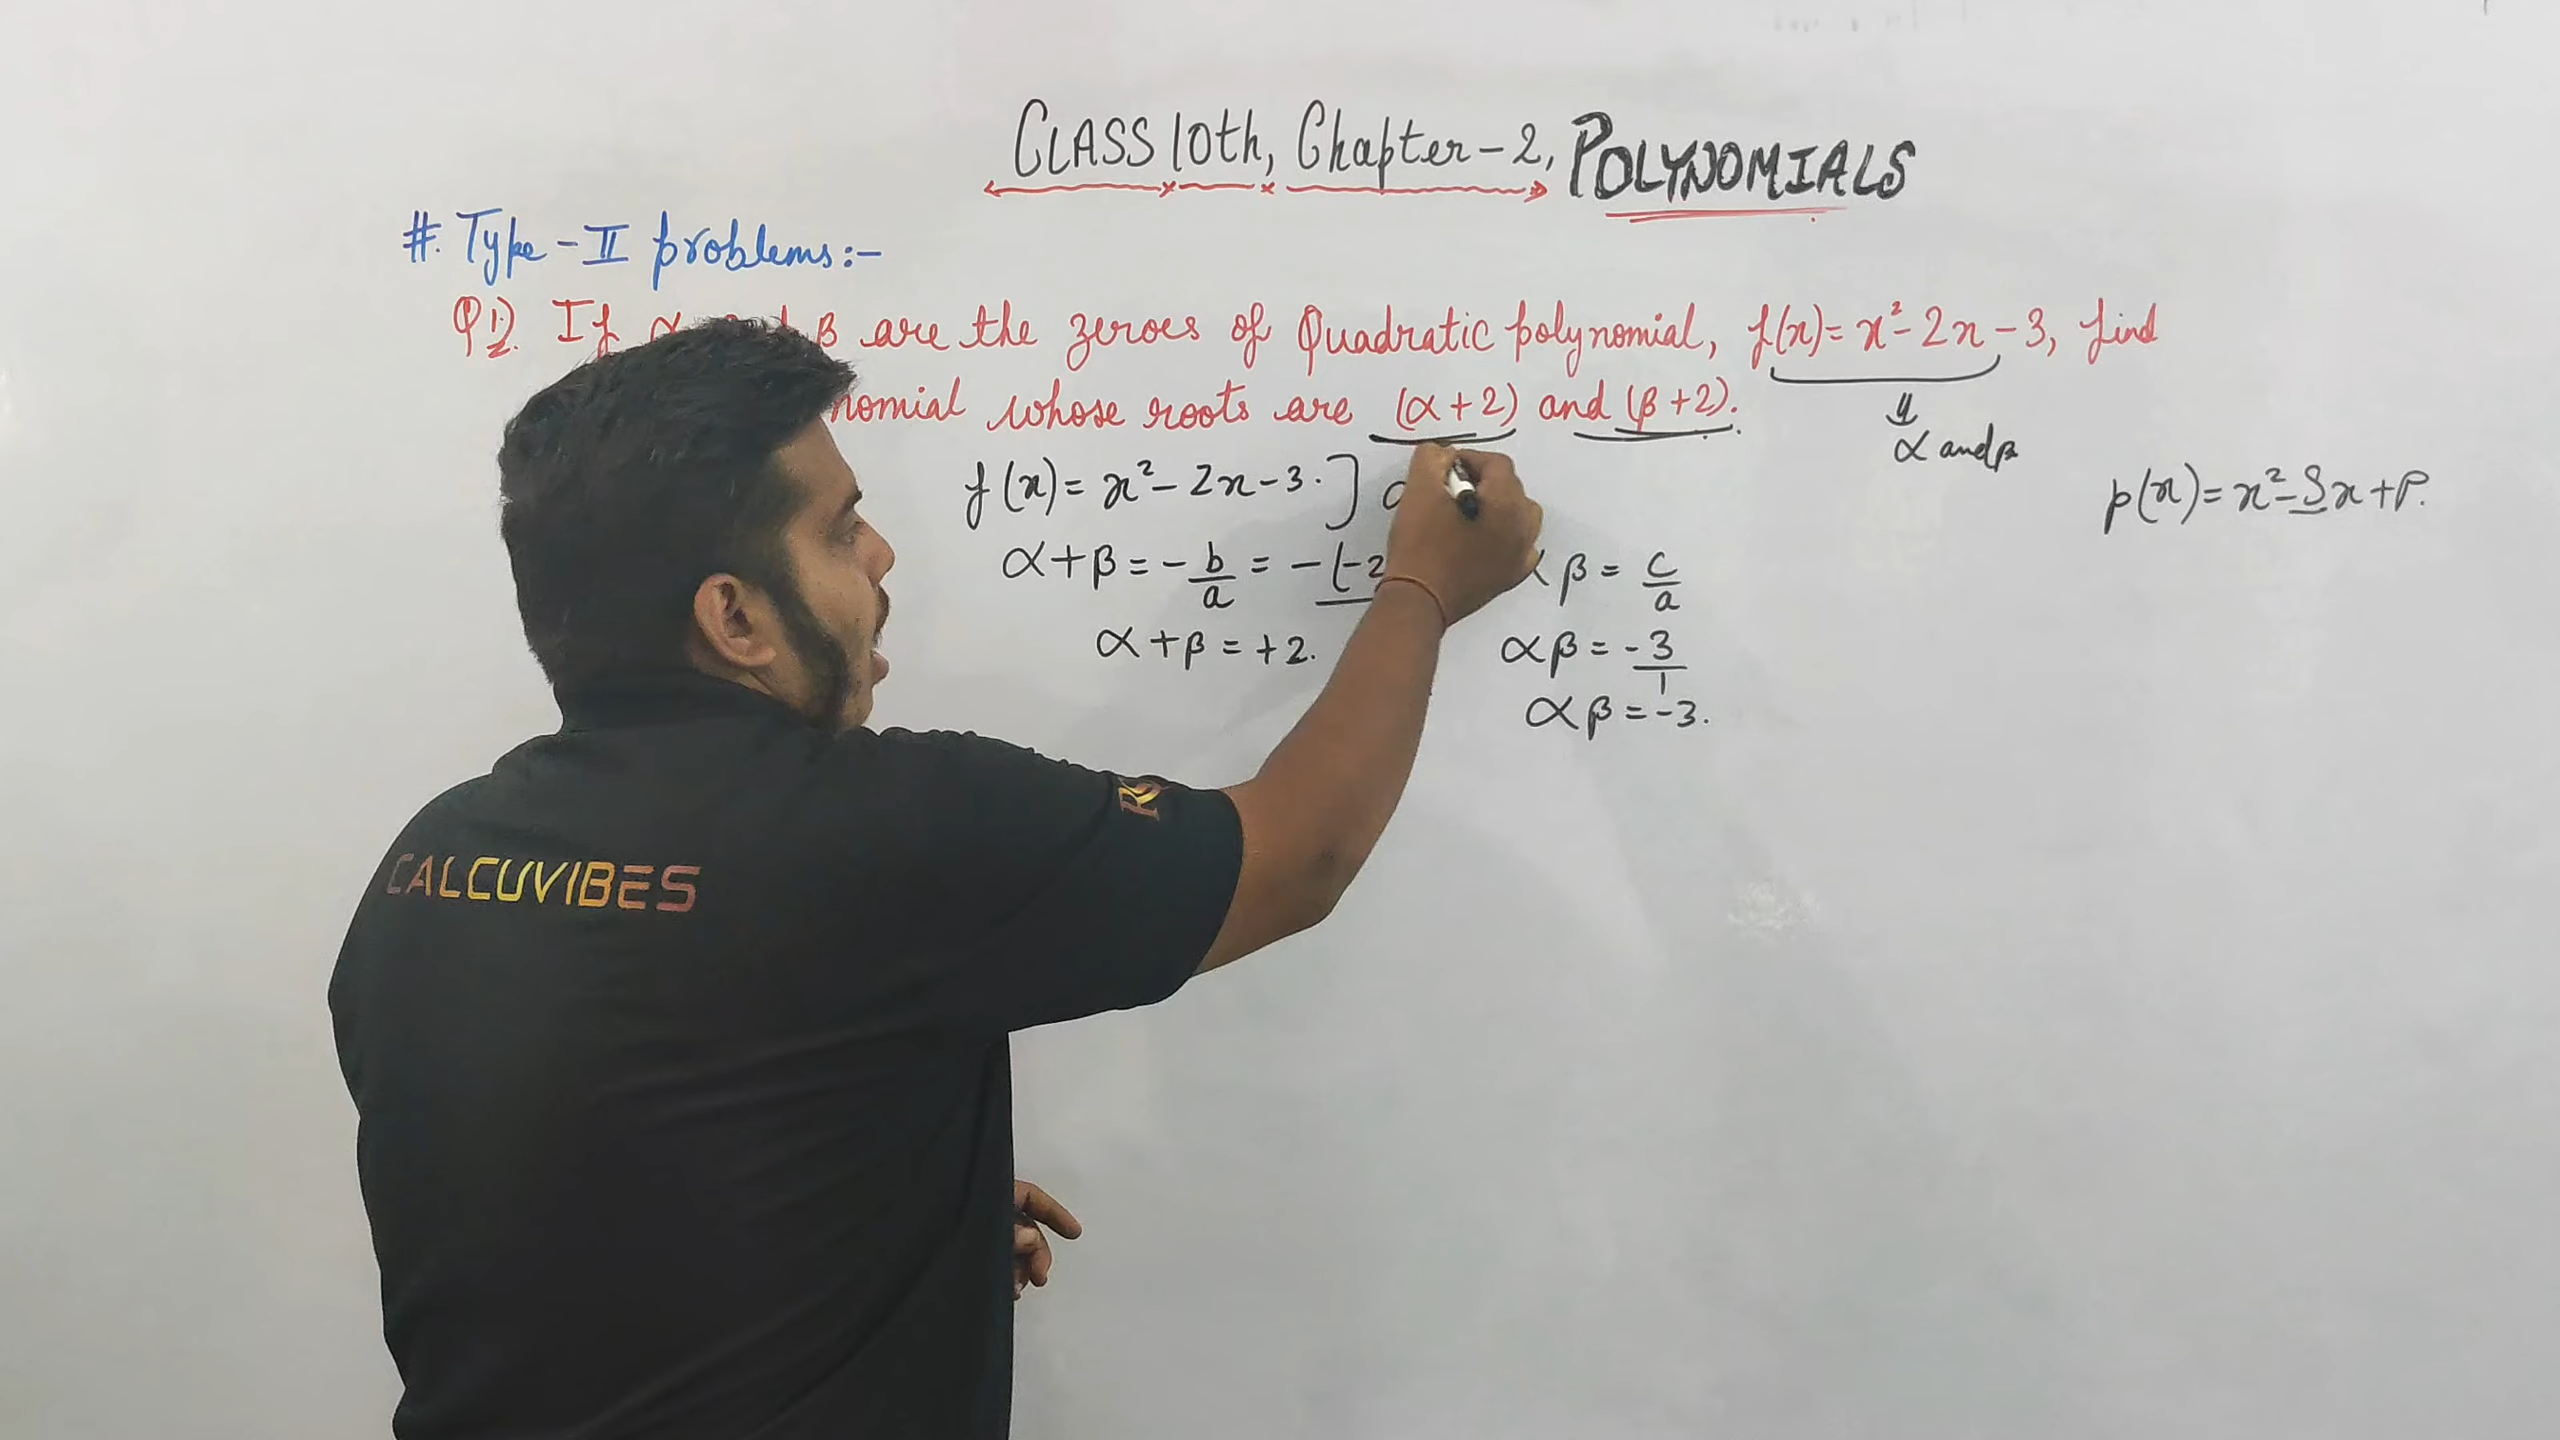 CLASS 10th, Chapter-2, POLYNOMIALS
#. Type-II problems:-
Q1). If α β are the zeroes of Quadratic polynomial, f(x)= x²-2x-3, find
whose roots are (α+2) and (β+2).
α and β
f(x)= x²-2x-3. ]
p(x)= x²-Sx+P.
α+β = -b/a = -(-2
β = c/a
α+β = +2.
αβ = -3/1
αβ = -3.
CALCUVIBES